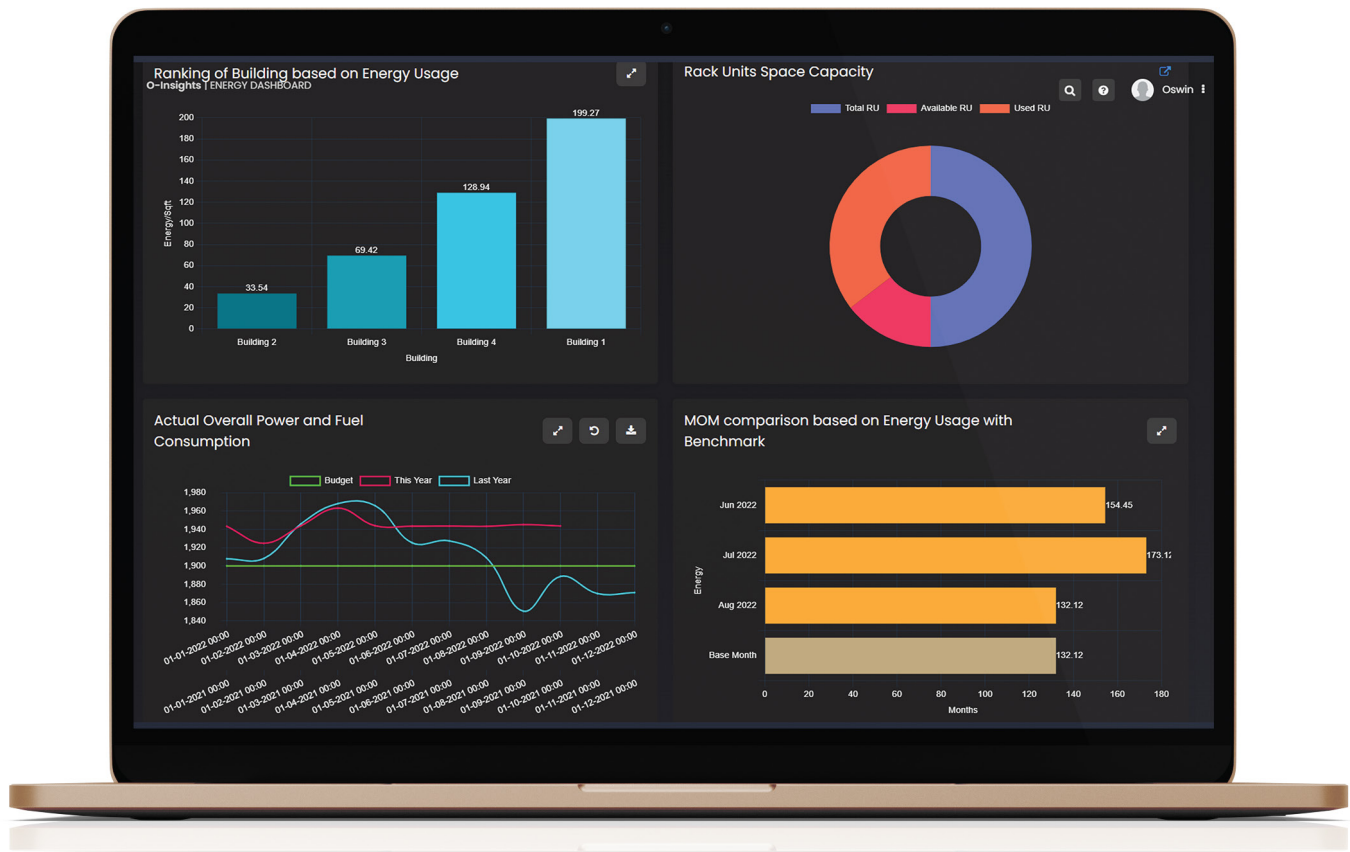 Ranking of Building based on Energy Usage
O-Insights | ENERGY DASHBOARD
200
180
160
140
120
100
80
60
40
20
0
Energy/Sqft
33.54
69.42
128.94
199.27
Building 2
Building 3
Building 4
Building 1
Building
Rack Units Space Capacity
Oswin
Total RU
Available RU
Used RU
Actual Overall Power and Fuel
Consumption
Budget
This Year
Last Year
1,980
1,960
1,940
1,920
1,900
1,880
1,860
1,840
01-01-2022 00:00
01-02-2022 00:00
01-03-2022 00:00
01-04-2022 00:00
01-05-2022 00:00
01-06-2022 00:00
01-07-2022 00:00
01-08-2022 00:00
01-09-2022 00:00
01-10-2022 00:00
01-11-2022 00:00
01-12-2022 00:00
01-01-2021 00:00
01-02-2021 00:00
01-03-2021 00:00
01-04-2021 00:00
01-05-2021 00:00
01-06-2021 00:00
01-07-2021 00:00
01-08-2021 00:00
01-09-2021 00:00
01-10-2021 00:00
01-11-2021 00:00
01-12-2021 00:00
MOM comparison based on Energy Usage with
Benchmark
Energy
Jun 2022
154.45
Jul 2022
173.12
Aug 2022
132.12
Base Month
132.12
0
20
40
60
80
100
120
140
160
180
Months